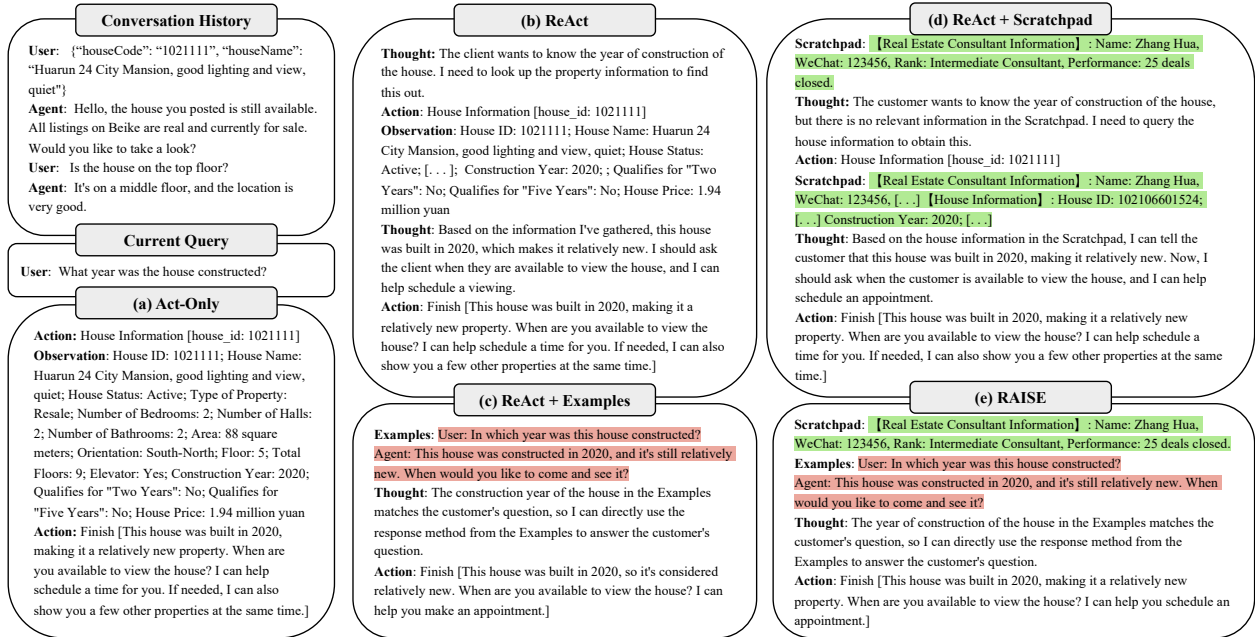 Conversation History
User: {“houseCode”: “1021111”, “houseName”:
“Huarun 24 City Mansion, good lighting and view,
quiet"}
Agent: Hello, the house you posted is still available.
All listings on Beike are real and currently for sale.
Would you like to take a look?
User: Is the house on the top floor?
Agent: It's on a middle floor, and the location is
very good.
Current Query
User: What year was the house constructed?
(a) Act-Only
Action: House Information [house_id: 1021111]
Observation: House ID: 1021111; House Name:
Huarun 24 City Mansion, good lighting and view,
quiet; House Status: Active; Type of Property:
Resale; Number of Bedrooms: 2; Number of Halls:
2; Number of Bathrooms: 2; Area: 88 square
meters; Orientation: South-North; Floor: 5; Total
Floors: 9; Elevator: Yes; Construction Year: 2020;
Qualifies for "Two Years": No; Qualifies for
"Five Years": No; House Price: 1.94 million yuan
Action: Finish [This house was built in 2020,
making it a relatively new property. When are
you available to view the house? I can help
schedule a time for you. If needed, I can also
show you a few other properties at the same time.]
(b) ReAct
Thought: The client wants to know the year of construction of
the house. I need to look up the property information to find
this out.
Action: House Information [house_id: 1021111]
Observation: House ID: 1021111; House Name: Huarun 24
City Mansion, good lighting and view, quiet; House Status:
Active; [. . .]; Construction Year: 2020; ; Qualifies for "Two
Years": No; Qualifies for "Five Years": No; House Price: 1.94
million yuan
Thought: Based on the information I've gathered, this house
was built in 2020, which makes it relatively new. I should ask
the client when they are available to view the house, and I can
help schedule a viewing.
Action: Finish [This house was built in 2020, making it a
relatively new property. When are you available to view the
house? I can help schedule a time for you. If needed, I can also
show you a few other properties at the same time.]
(c) ReAct + Examples
Examples: User: In which year was this house constructed?
Agent: This house was constructed in 2020, and it's still relatively
new. When would you like to come and see it?
Thought: The construction year of the house in the Examples
matches the customer's question, so I can directly use the
response method from the Examples to answer the customer's
question.
Action: Finish [This house was built in 2020, so it's considered
relatively new. When are you available to view the house? I can
help you make an appointment.]
(d) ReAct + Scratchpad
Scratchpad: 【Real Estate Consultant Information】: Name: Zhang Hua,
WeChat: 123456, Rank: Intermediate Consultant, Performance: 25 deals
closed.
Thought: The customer wants to know the year of construction of the house,
but there is no relevant information in the Scratchpad. I need to query the
house information to obtain this.
Action: House Information [house_id: 1021111]
Scratchpad: 【Real Estate Consultant Information】: Name: Zhang Hua,
WeChat: 123456, [. . .]【House Information】: House ID: 102106601524;
[. . .] Construction Year: 2020; [. . .]
Thought: Based on the house information in the Scratchpad, I can tell the
customer that this house was built in 2020, making it relatively new. Now, I
should ask when the customer is available to view the house, and I can help
schedule an appointment.
Action: Finish [This house was built in 2020, making it a relatively new
property. When are you available to view the house? I can help schedule a
time for you. If needed, I can also show you a few other properties at the same
time.]
(e) RAISE
Scratchpad: 【Real Estate Consultant Information】: Name: Zhang Hua,
WeChat: 123456, Rank: Intermediate Consultant, Performance: 25 deals closed.
Examples: User: In which year was this house constructed?
Agent: This house was constructed in 2020, and it's still relatively new. When
would you like to come and see it?
Thought: The year of construction of the house in the Examples matches the
customer's question, so I can directly use the response method from the
Examples to answer the customer's question.
Action: Finish [This house was built in 2020, making it a relatively new
property. When are you available to view the house? I can help you schedule an
appointment.]